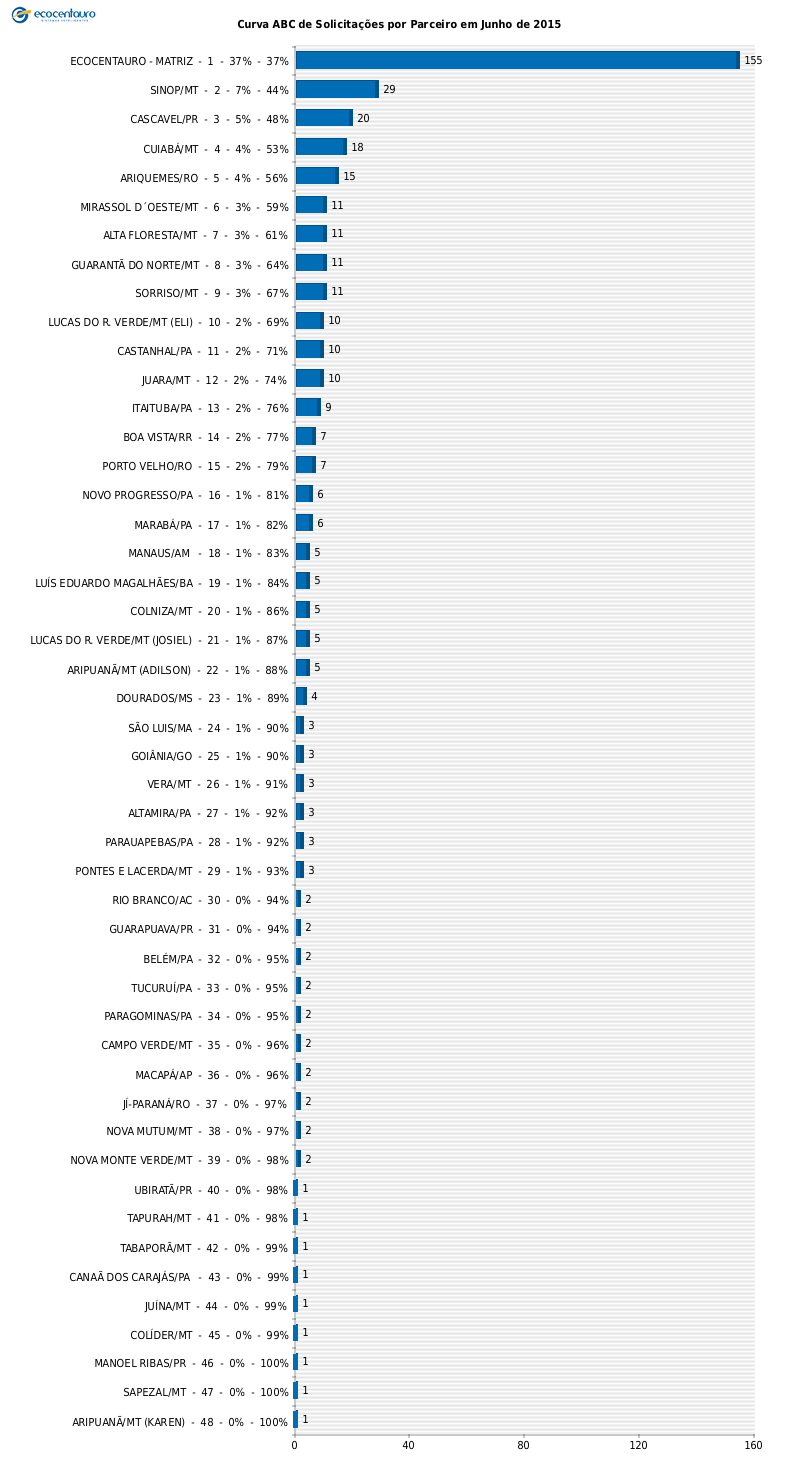 ecocentauro
Curva ABC de Solicitações por Parceiro em Junho de 2015
ECOCENTAURO - MATRIZ - 1 - 37% - 37% 155
SINOP/MT - 2 - 7% - 44% 29
CASCAVEL/PR - 3 - 5% - 48% 20
CUIABÁ/MT - 4 - 4% - 53% 18
ARIQUEMES/RO - 5 - 4% - 56% 15
MIRASSOL D´OESTE/MT - 6 - 3% - 59% 11
ALTA FLORESTA/MT - 7 - 3% - 61% 11
GUARANTÃ DO NORTE/MT - 8 - 3% - 64% 11
SORRISO/MT - 9 - 3% - 67% 11
LUCAS DO R. VERDE/MT (ELI) - 10 - 2% - 69% 10
CASTANHAL/PA - 11 - 2% - 71% 10
JUARA/MT - 12 - 2% - 74% 10
ITAITUBA/PA - 13 - 2% - 76% 9
BOA VISTA/RR - 14 - 2% - 77% 7
PORTO VELHO/RO - 15 - 2% - 79% 7
NOVO PROGRESSO/PA - 16 - 1% - 81% 6
MARABÁ/PA - 17 - 1% - 82% 6
MANAUS/AM - 18 - 1% - 83% 5
LUÍS EDUARDO MAGALHÃES/BA - 19 - 1% - 84% 5
COLNIZA/MT - 20 - 1% - 86% 5
LUCAS DO R. VERDE/MT (JOSIEL) - 21 - 1% - 87% 5
ARIPUANÃ/MT (ADILSON) - 22 - 1% - 88% 5
DOURADOS/MS - 23 - 1% - 89% 4
SÃO LUIS/MA - 24 - 1% - 90% 3
GOIÂNIA/GO - 25 - 1% - 90% 3
VERA/MT - 26 - 1% - 91% 3
ALTAMIRA/PA - 27 - 1% - 92% 3
PARAUAPEBAS/PA - 28 - 1% - 92% 3
PONTES E LACERDA/MT - 29 - 1% - 93% 3
RIO BRANCO/AC - 30 - 0% - 94% 2
GUARAPUAVA/PR - 31 - 0% - 94% 2
BELÉM/PA - 32 - 0% - 95% 2
TUCURUÍ/PA - 33 - 0% - 95% 2
PARAGOMINAS/PA - 34 - 0% - 95% 2
CAMPO VERDE/MT - 35 - 0% - 96% 2
MACAPÁ/AP - 36 - 0% - 96% 2
JÍ-PARANÁ/RO - 37 - 0% - 97% 2
NOVA MUTUM/MT - 38 - 0% - 97% 2
NOVA MONTE VERDE/MT - 39 - 0% - 98% 2
UBIRATÃ/PR - 40 - 0% - 98% 1
TAPURAH/MT - 41 - 0% - 98% 1
TABAPORÃ/MT - 42 - 0% - 99% 1
CANAÃ DOS CARAJÁS/PA - 43 - 0% - 99% 1
JUÍNA/MT - 44 - 0% - 99% 1
COLÍDER/MT - 45 - 0% - 99% 1
MANOEL RIBAS/PR - 46 - 0% - 100% 1
SAPEZAL/MT - 47 - 0% - 100% 1
ARIPUANÃ/MT (KAREN) - 48 - 0% - 100% 1
0 40 80 120 160